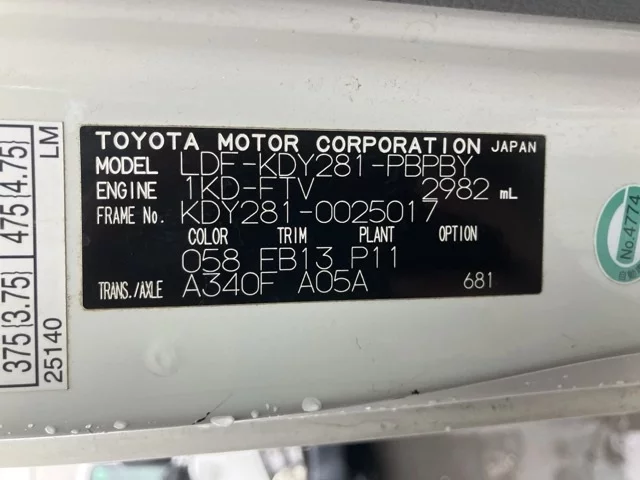 TOYOTA MOTOR CORPORATION JAPAN
MODEL LDF-KDY281-PBPBY
ENGINE 1KD-FTV 2982 mL
FRAME No. KDY281-0025017
COLOR TRIM PLANT OPTION
058 FB13 P11
TRANS./AXLE A340F A05A 681
375{3.75} 475{4.75}
25140 LM
No.4774